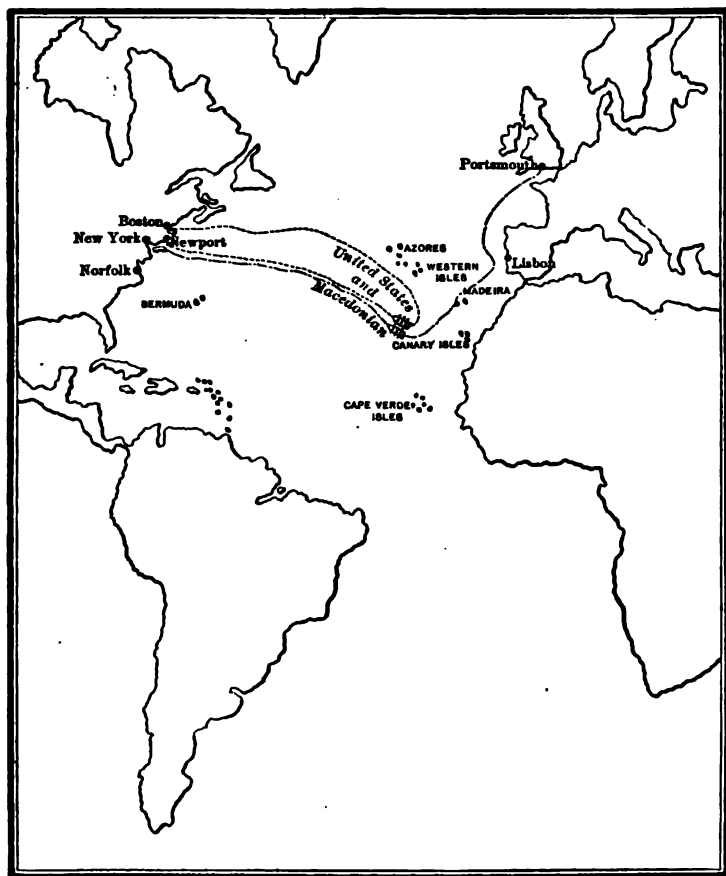 Portsmouth
Boston
New York
Newport
Norfolk
BERMUDA
AZORES
WESTERN
ISLES
Lisbon
MADEIRA
United States
and
Macedonian
CANARY ISLES
CAPE VERDE
ISLES